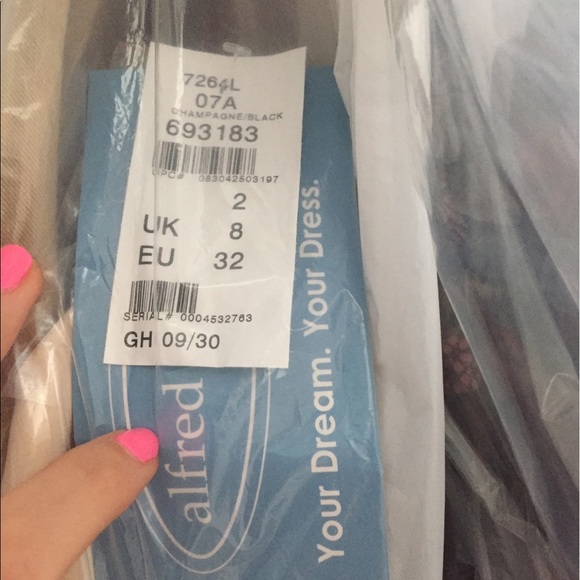 7264L
07A
CHAMPAGNE/BLACK
693183
UPC# 083042503197
2
UK 8
EU 32
SERIAL# 0004532763
GH 09/30
alfred
Your Dream. Your Dress.